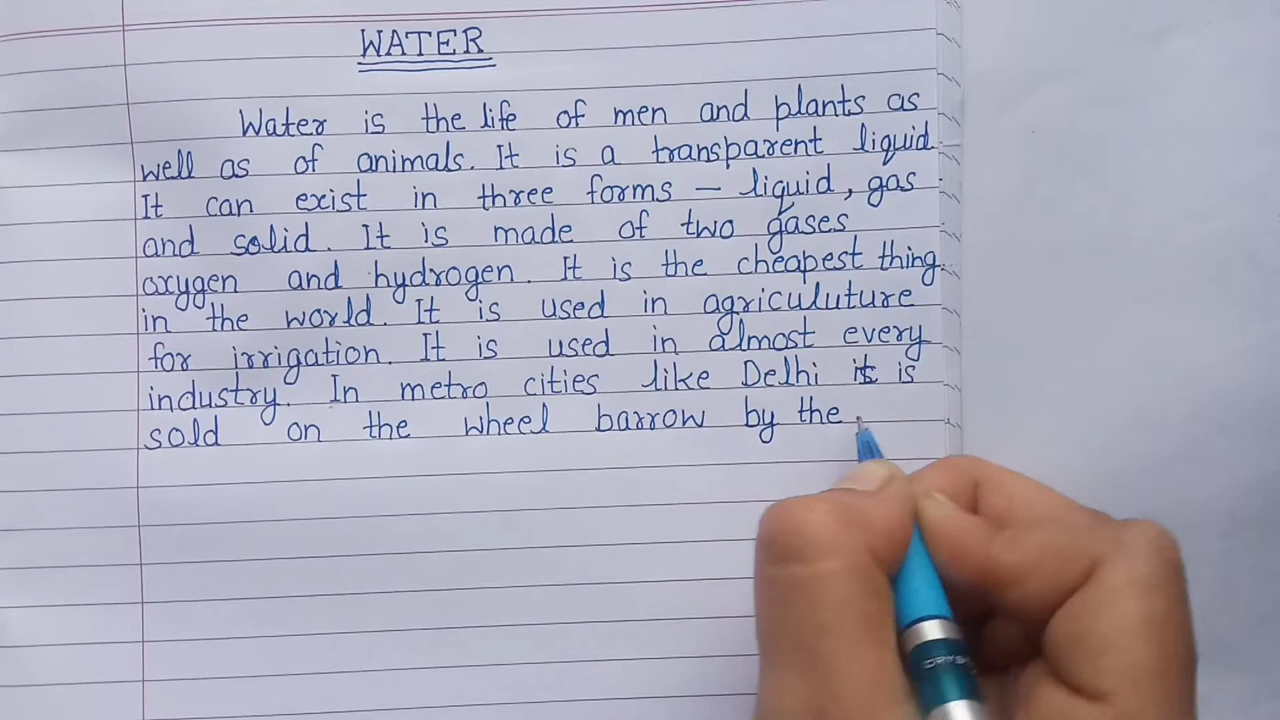 WATER
Water is the life of men and plants as
well as of animals. It is a transparent liquid.
It can exist in three forms – liquid, gas
and solid. It is made of two gases
oxygen and hydrogen. It is the cheapest thing
in the world. It is used in agriculuture
for irrigation. It is used in almost every
industry. In metro cities like Delhi it is
sold on the wheel barrow by the